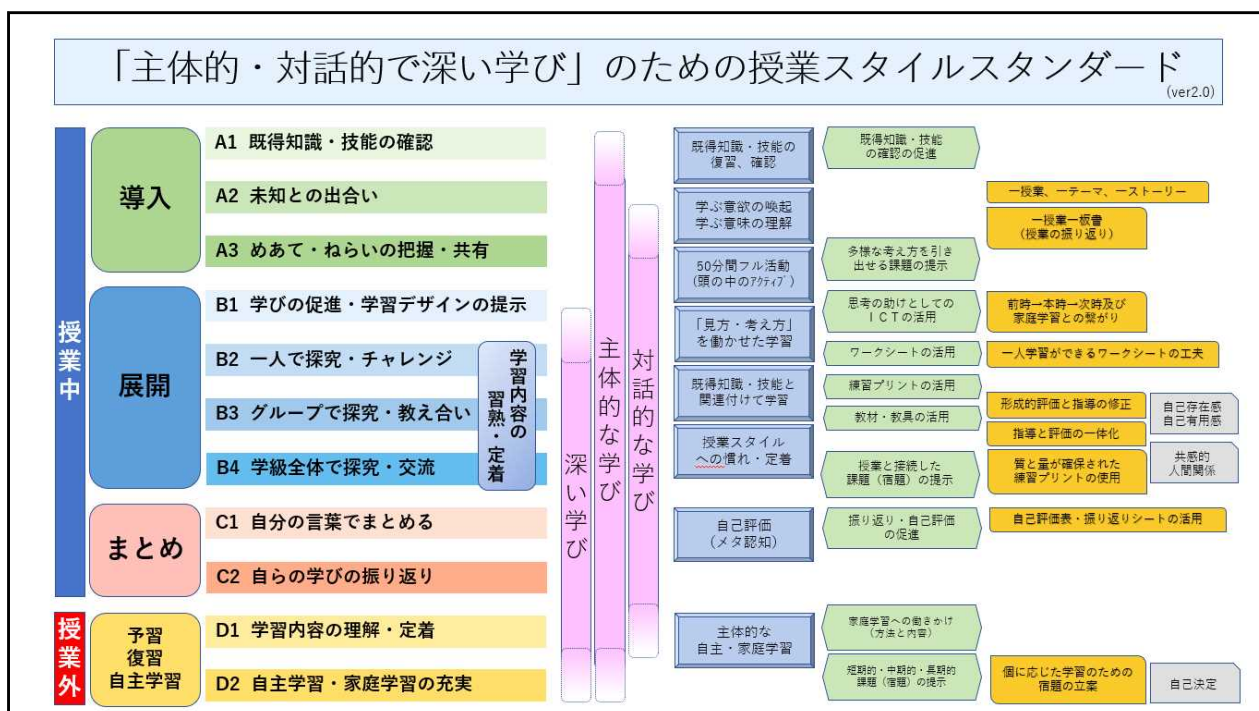 「主体的・対話的で深い学び」のための授業スタイルスタンダード
(ver2.0)
授業中
導入
A1 既得知識・技能の確認
A2 未知との出合い
A3 めあて・ねらいの把握・共有
展開
B1 学びの促進・学習デザインの提示
B2 一人で探究・チャレンジ
B3 グループで探究・教え合い
B4 学級全体で探究・交流
学習内容の
習熟・定着
まとめ
C1 自分の言葉でまとめる
C2 自らの学びの振り返り
授業外
予習
復習
自主学習
D1 学習内容の理解・定着
D2 自主学習・家庭学習の充実
深い学び
主体的な学び
対話的な学び
既得知識・技能の
復習、確認
学ぶ意欲の喚起
学ぶ意味の理解
50分間フル活動
(頭の中のｱｸﾃｨﾌﾞ)
「見方・考え方」
を働かせた学習
既得知識・技能と
関連付けて学習
授業スタイル
への慣れ・定着
自己評価
(メタ認知)
主体的な
自主・家庭学習
既得知識・技能
の確認の促進
多様な考え方を引き
出せる課題の提示
思考の助けとしての
ＩＣＴの活用
ワークシートの活用
練習プリントの活用
教材・教具の活用
授業と接続した
課題（宿題）の提示
振り返り・自己評価
の促進
家庭学習への働きかけ
（方法と内容）
短期的・中期的・長期的
課題（宿題）の提示
一授業、一テーマ、一ストーリー
一授業一板書
(授業の振り返り)
前時→本時→次時及び
家庭学習との繋がり
一人学習ができるワークシートの工夫
形成的評価と指導の修正
指導と評価の一体化
質と量が確保された
練習プリントの使用
自己評価表・振り返りシートの活用
個に応じた学習のための
宿題の立案
自己存在感
自己有用感
共感的
人間関係
自己決定